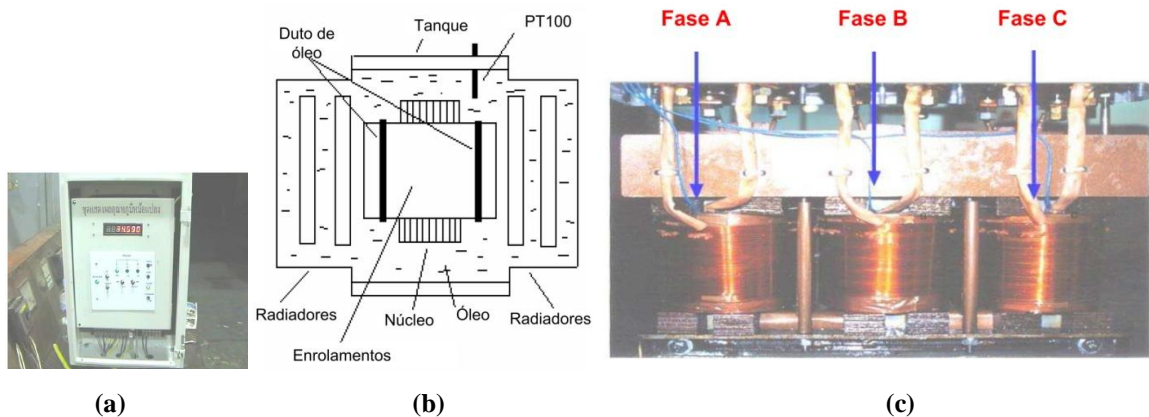 Fase A
Fase B
Fase C
Duto de
óleo
Tanque
PT100
Radiadores
Núcleo
Óleo
Radiadores
Enrolamentos
(a)
(b)
(c)